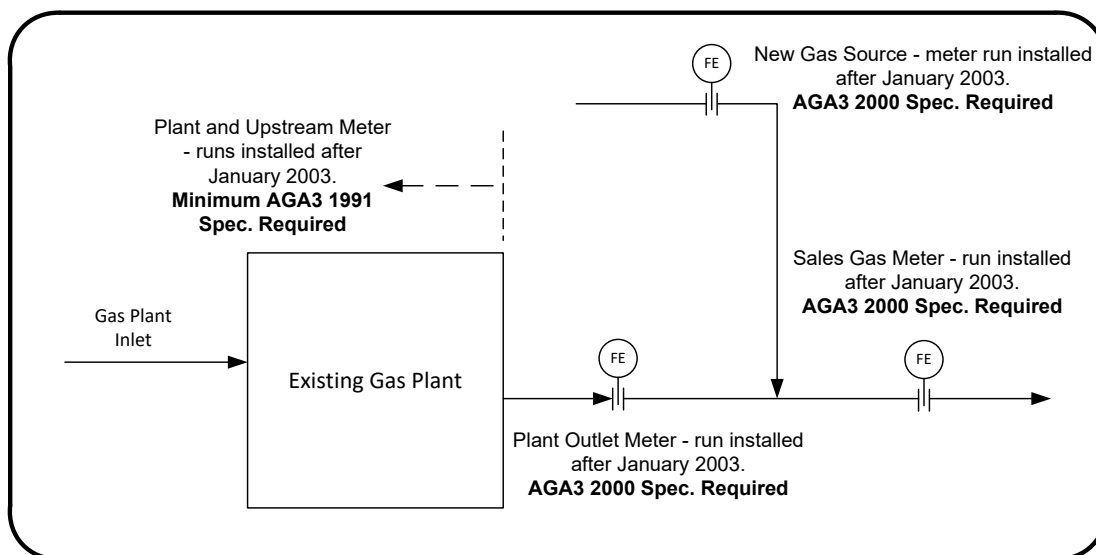 FE
New Gas Source - meter run installed
after January 2003.
AGA3 2000 Spec. Required
Plant and Upstream Meter
- runs installed after
January 2003.
Minimum AGA3 1991
Spec. Required
Sales Gas Meter - run installed
after January 2003.
AGA3 2000 Spec. Required
Gas Plant
Inlet
Existing Gas Plant
FE
FE
Plant Outlet Meter - run installed
after January 2003.
AGA3 2000 Spec. Required